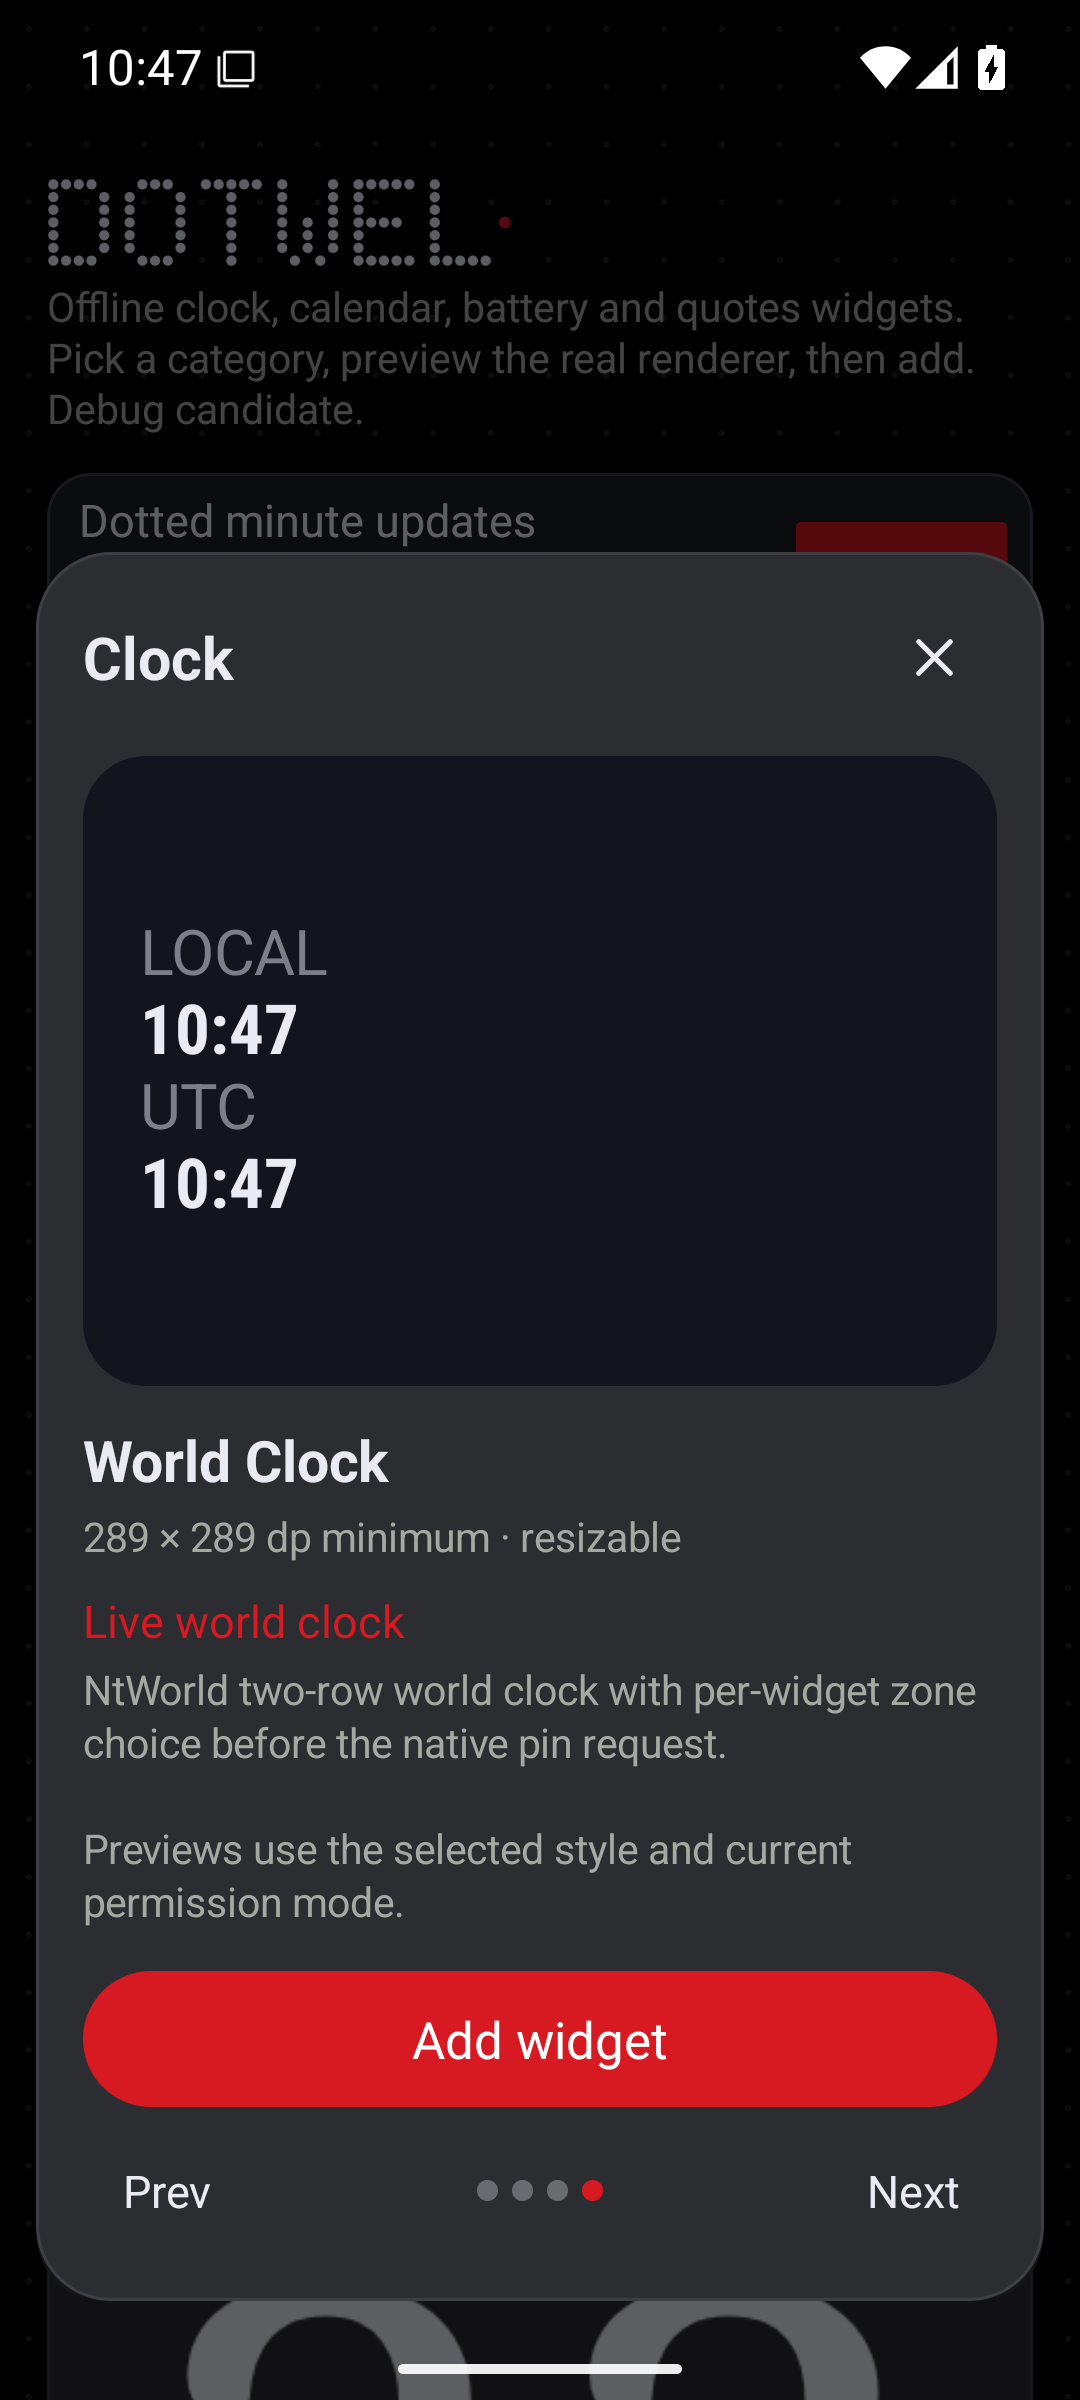 10:47
DOTWEL
Offline clock, calendar, battery and quotes widgets.
Pick a category, preview the real renderer, then add.
Debug candidate.
Dotted minute updates
Clock
LOCAL
10:47
UTC
10:47
World Clock
289 × 289 dp minimum · resizable
Live world clock
NtWorld two-row world clock with per-widget zone
choice before the native pin request.
Previews use the selected style and current
permission mode.
Add widget
Prev
Next